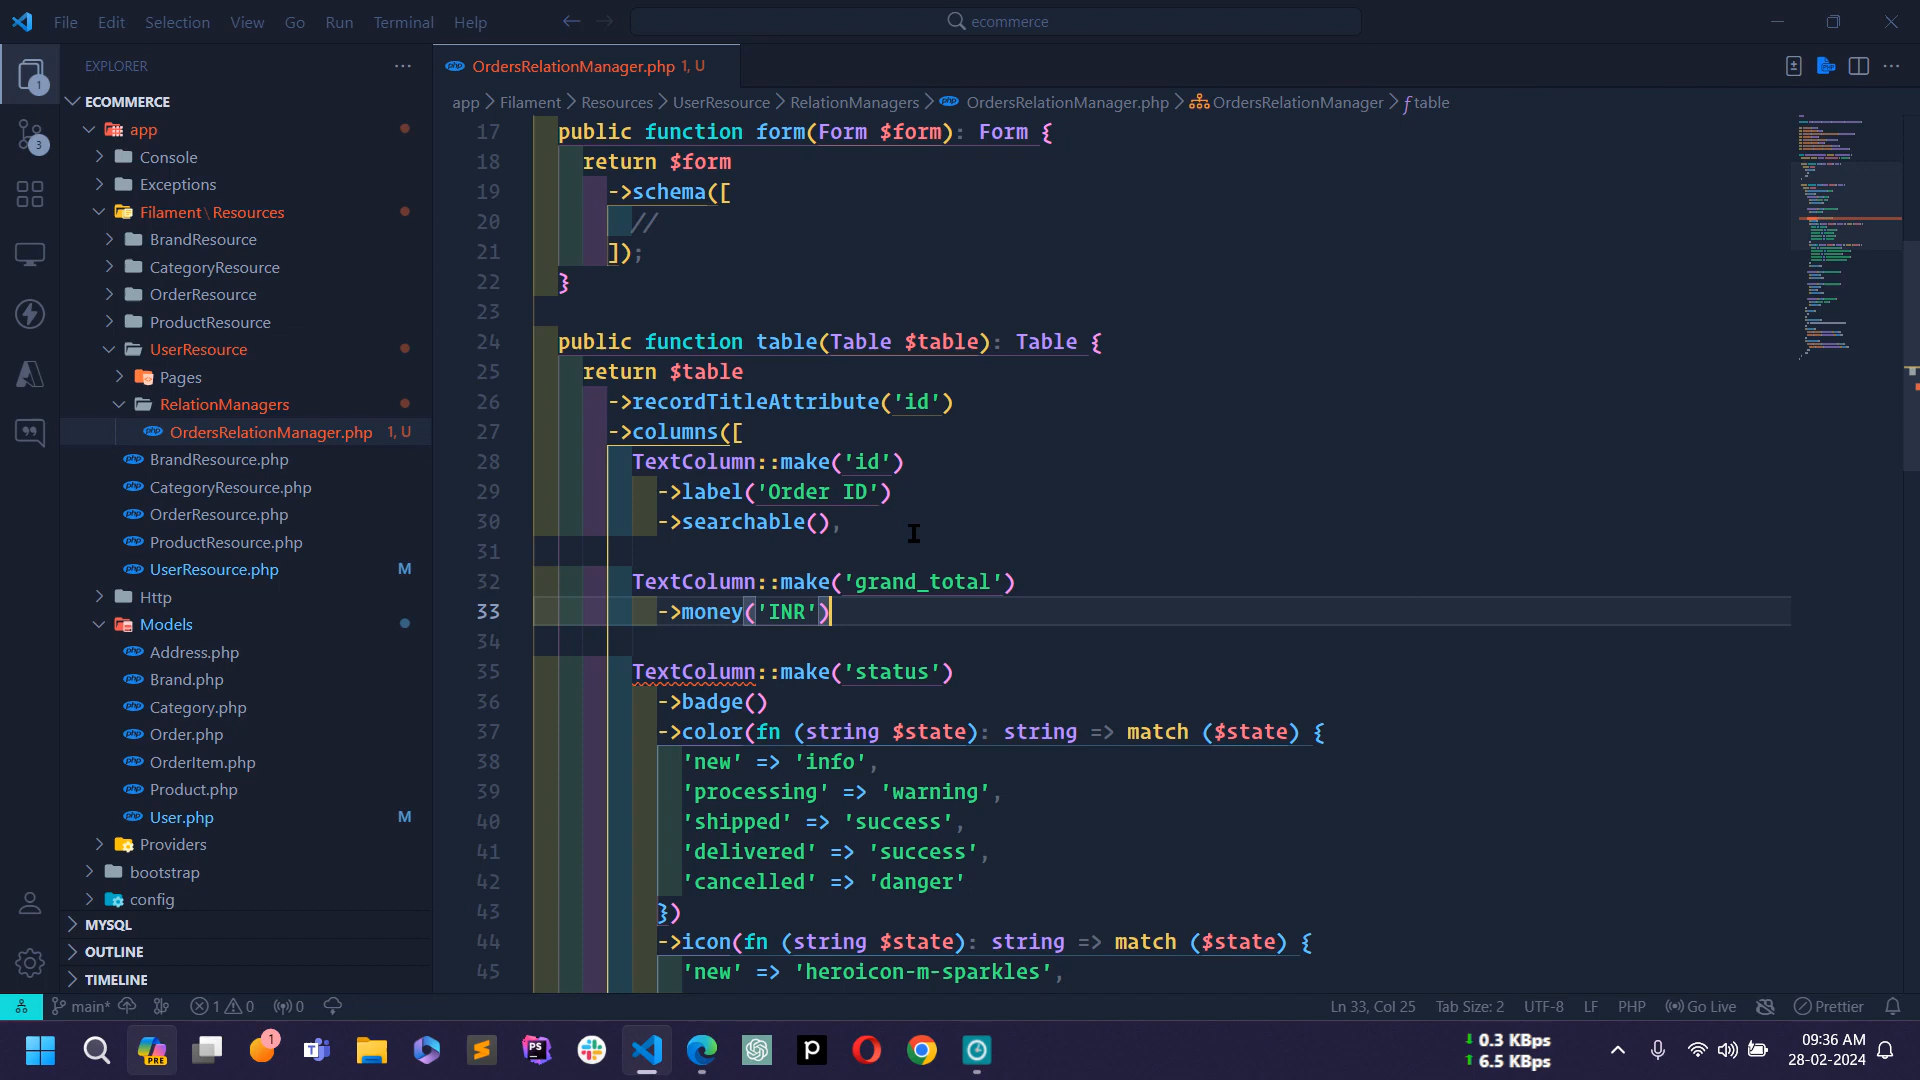 File Edit Selection View Go Run Terminal Help
ecommerce
EXPLORER
ECOMMERCE
app
Console
Exceptions
Filament\Resources
BrandResource
CategoryResource
OrderResource
ProductResource
UserResource
Pages
RelationManagers
OrdersRelationManager.php 1, U
BrandResource.php
CategoryResource.php
OrderResource.php
ProductResource.php
UserResource.php M
Http
Models
Address.php
Brand.php
Category.php
Order.php
OrderItem.php
Product.php
User.php M
Providers
bootstrap
config
MYSQL
OUTLINE
TIMELINE
1
3
OrdersRelationManager.php 1, U
app > Filament > Resources > UserResource > RelationManagers > OrdersRelationManager.php > OrdersRelationManager > table
17 public function form(Form $form): Form {
18 return $form
19 ->schema([
20 //
21 ]);
22 }
23
24 public function table(Table $table): Table {
25 return $table
26 ->recordTitleAttribute('id')
27 ->columns([
28 TextColumn::make('id')
29 ->label('Order ID')
30 ->searchable(),
31
32 TextColumn::make('grand_total')
33 ->money('INR')
34
35 TextColumn::make('status')
36 ->badge()
37 ->color(fn (string $state): string => match ($state) {
38 'new' => 'info',
39 'processing' => 'warning',
40 'shipped' => 'success',
41 'delivered' => 'success',
42 'cancelled' => 'danger'
43 })
44 ->icon(fn (string $state): string => match ($state) {
45 'new' => 'heroicon-m-sparkles',
main* 1 0 0 Ln 33, Col 25 Tab Size: 2 UTF-8 LF PHP Go Live Prettier
PRE
1
PS
p
0.3 KBps
6.5 KBps
09:36 AM
28-02-2024